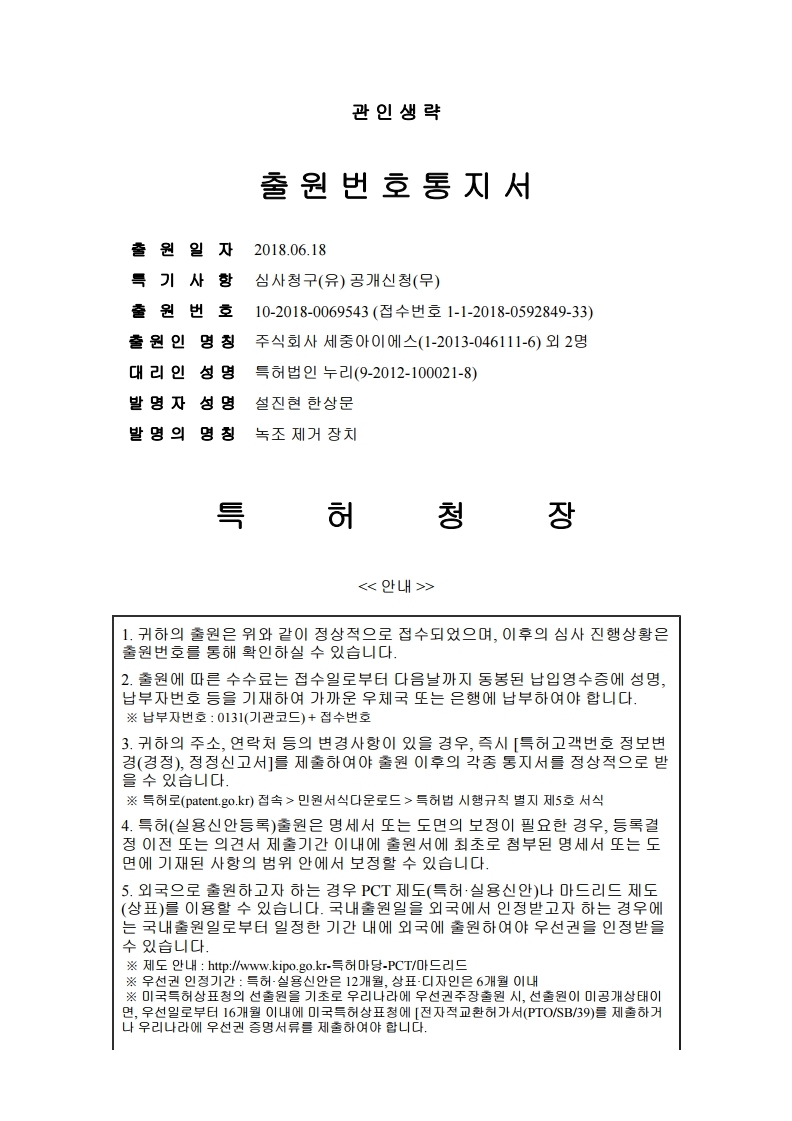 관 인 생 략
출 원 번 호 통 지 서
출 원 일 자 2018.06.18
특 기 사 항 심사청구(유) 공개신청(무)
출 원 번 호 10-2018-0069543 (접수번호 1-1-2018-0592849-33)
출 원 인 명 칭 주식회사 세중아이에스(1-2013-046111-6) 외 2명
대 리 인 성 명 특허법인 누리(9-2012-100021-8)
발 명 자 성 명 설진현 한상문
발 명 의 명 칭 녹조 제거 장치
특 허 청 장
<< 안내 >>
1. 귀하의 출원은 위와 같이 정상적으로 접수되었으며, 이후의 심사 진행상황은
출원번호를 통해 확인하실 수 있습니다.
2. 출원에 따른 수수료는 접수일로부터 다음날까지 동봉된 납입영수증에 성명,
납부자번호 등을 기재하여 가까운 우체국 또는 은행에 납부하여야 합니다.
※ 납부자번호 : 0131(기관코드) + 접수번호
3. 귀하의 주소, 연락처 등의 변경사항이 있을 경우, 즉시 [특허고객번호 정보변
경(경정), 정정신고서]를 제출하여야 출원 이후의 각종 통지서를 정상적으로 받
을 수 있습니다.
※ 특허로(patent.go.kr) 접속 > 민원서식다운로드 > 특허법 시행규칙 별지 제5호 서식
4. 특허(실용신안등록)출원은 명세서 또는 도면의 보정이 필요한 경우, 등록결
정 이전 또는 의견서 제출기간 이내에 출원서에 최초로 첨부된 명세서 또는 도
면에 기재된 사항의 범위 안에서 보정할 수 있습니다.
5. 외국으로 출원하고자 하는 경우 PCT 제도(특허·실용신안)나 마드리드 제도
(상표)를 이용할 수 있습니다. 국내출원일을 외국에서 인정받고자 하는 경우에
는 국내출원일로부터 일정한 기간 내에 외국에 출원하여야 우선권을 인정받을
수 있습니다.
※ 제도 안내 : http://www.kipo.go.kr-특허마당-PCT/마드리드
※ 우선권 인정기간 : 특허·실용신안은 12개월, 상표·디자인은 6개월 이내
※ 미국특허상표청의 선출원을 기초로 우리나라에 우선권주장출원 시, 선출원이 미공개상태이
면, 우선일로부터 16개월 이내에 미국특허상표청에 [전자적교환허가서(PTO/SB/39)를 제출하거
나 우리나라에 우선권 증명서류를 제출하여야 합니다.